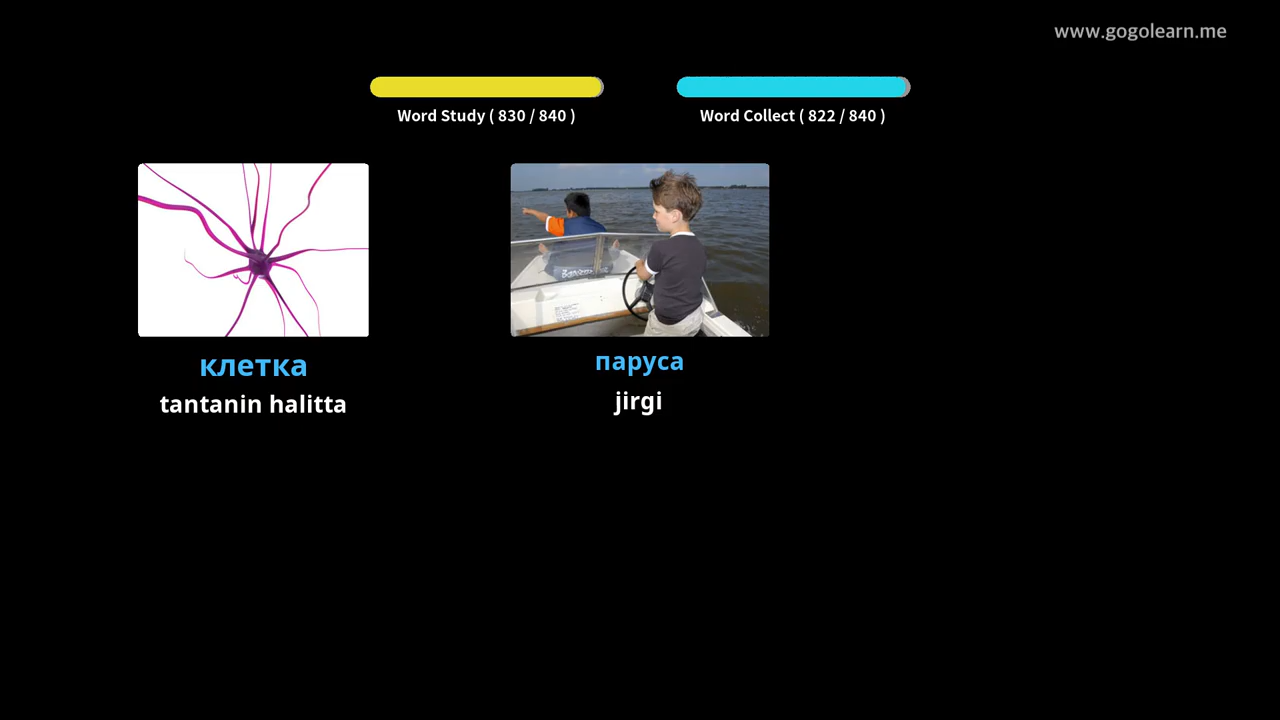 www.gogolearn.me
Word Study ( 830 / 840 )
Word Collect ( 822 / 840 )
клетка
tantanin halitta
паруса
jirgi